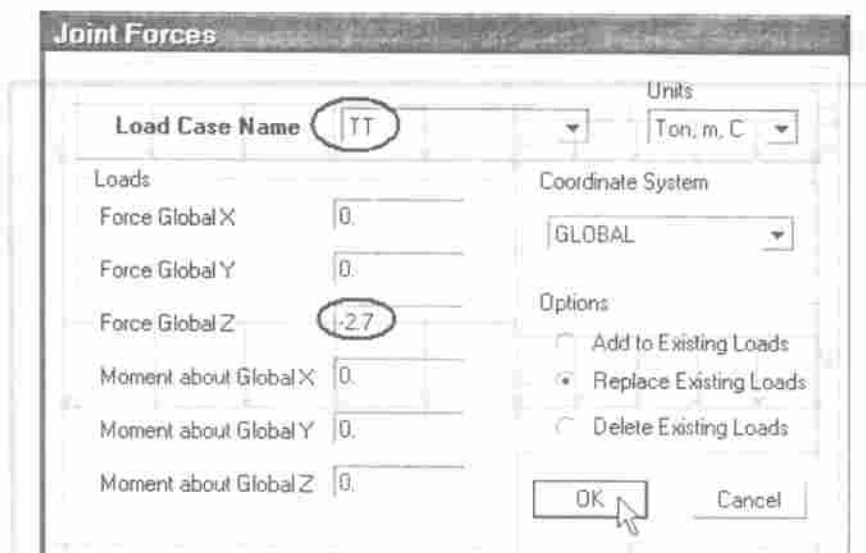 Joint Forces
Units
Load Case Name TT Ton, m, C
Loads
Coordinate System
Force Global X 0.
GLOBAL
Force Global Y 0.
Options
Force Global Z -2.7
Add to Existing Loads
Moment about Global X 0.
Replace Existing Loads
Moment about Global Y 0.
Delete Existing Loads
Moment about Global Z 0.
OK Cancel